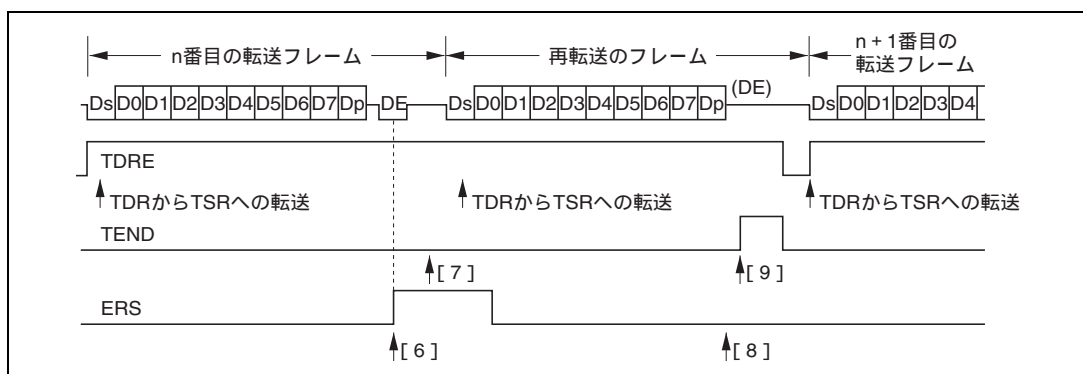 n番目の転送フレーム
再転送のフレーム
n + 1番目の
転送フレーム
Ds D0 D1 D2 D3 D4 D5 D6 D7 Dp DE Ds D0 D1 D2 D3 D4 D5 D6 D7 Dp (DE) Ds D0 D1 D2 D3 D4
TDRE
TDRからTSRへの転送 TDRからTSRへの転送 TDRからTSRへの転送
TEND
[ 7 ] [ 9 ]
ERS
[ 6 ] [ 8 ]